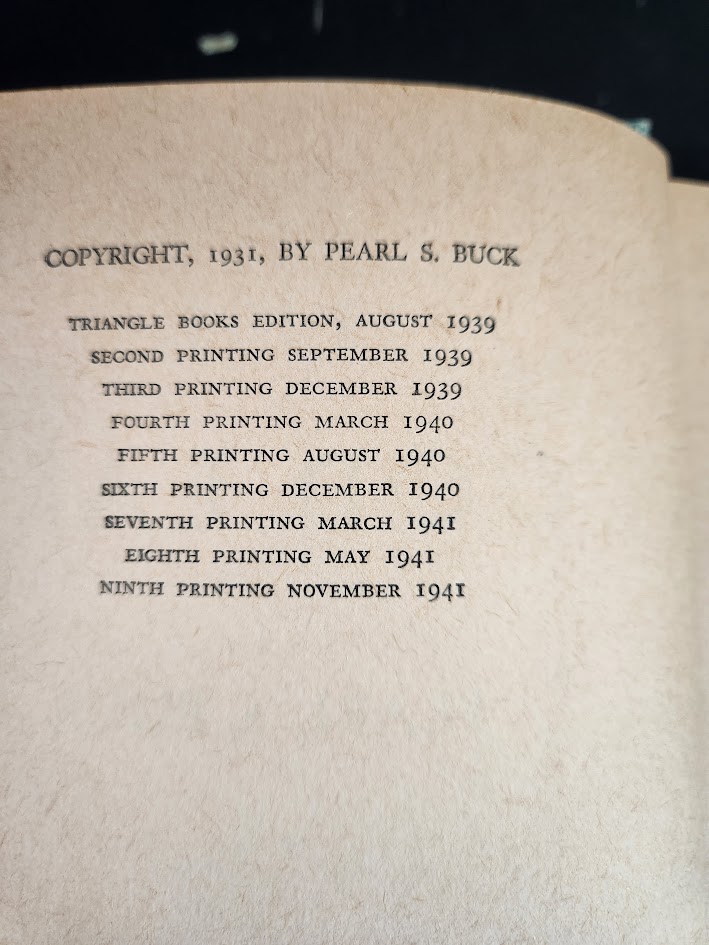 COPYRIGHT, 1931, BY PEARL S. BUCK
TRIANGLE BOOKS EDITION, AUGUST 1939
SECOND PRINTING SEPTEMBER 1939
THIRD PRINTING DECEMBER 1939
FOURTH PRINTING MARCH 1940
FIFTH PRINTING AUGUST 1940
SIXTH PRINTING DECEMBER 1940
SEVENTH PRINTING MARCH 1941
EIGHTH PRINTING MAY 1941
NINTH PRINTING NOVEMBER 1941